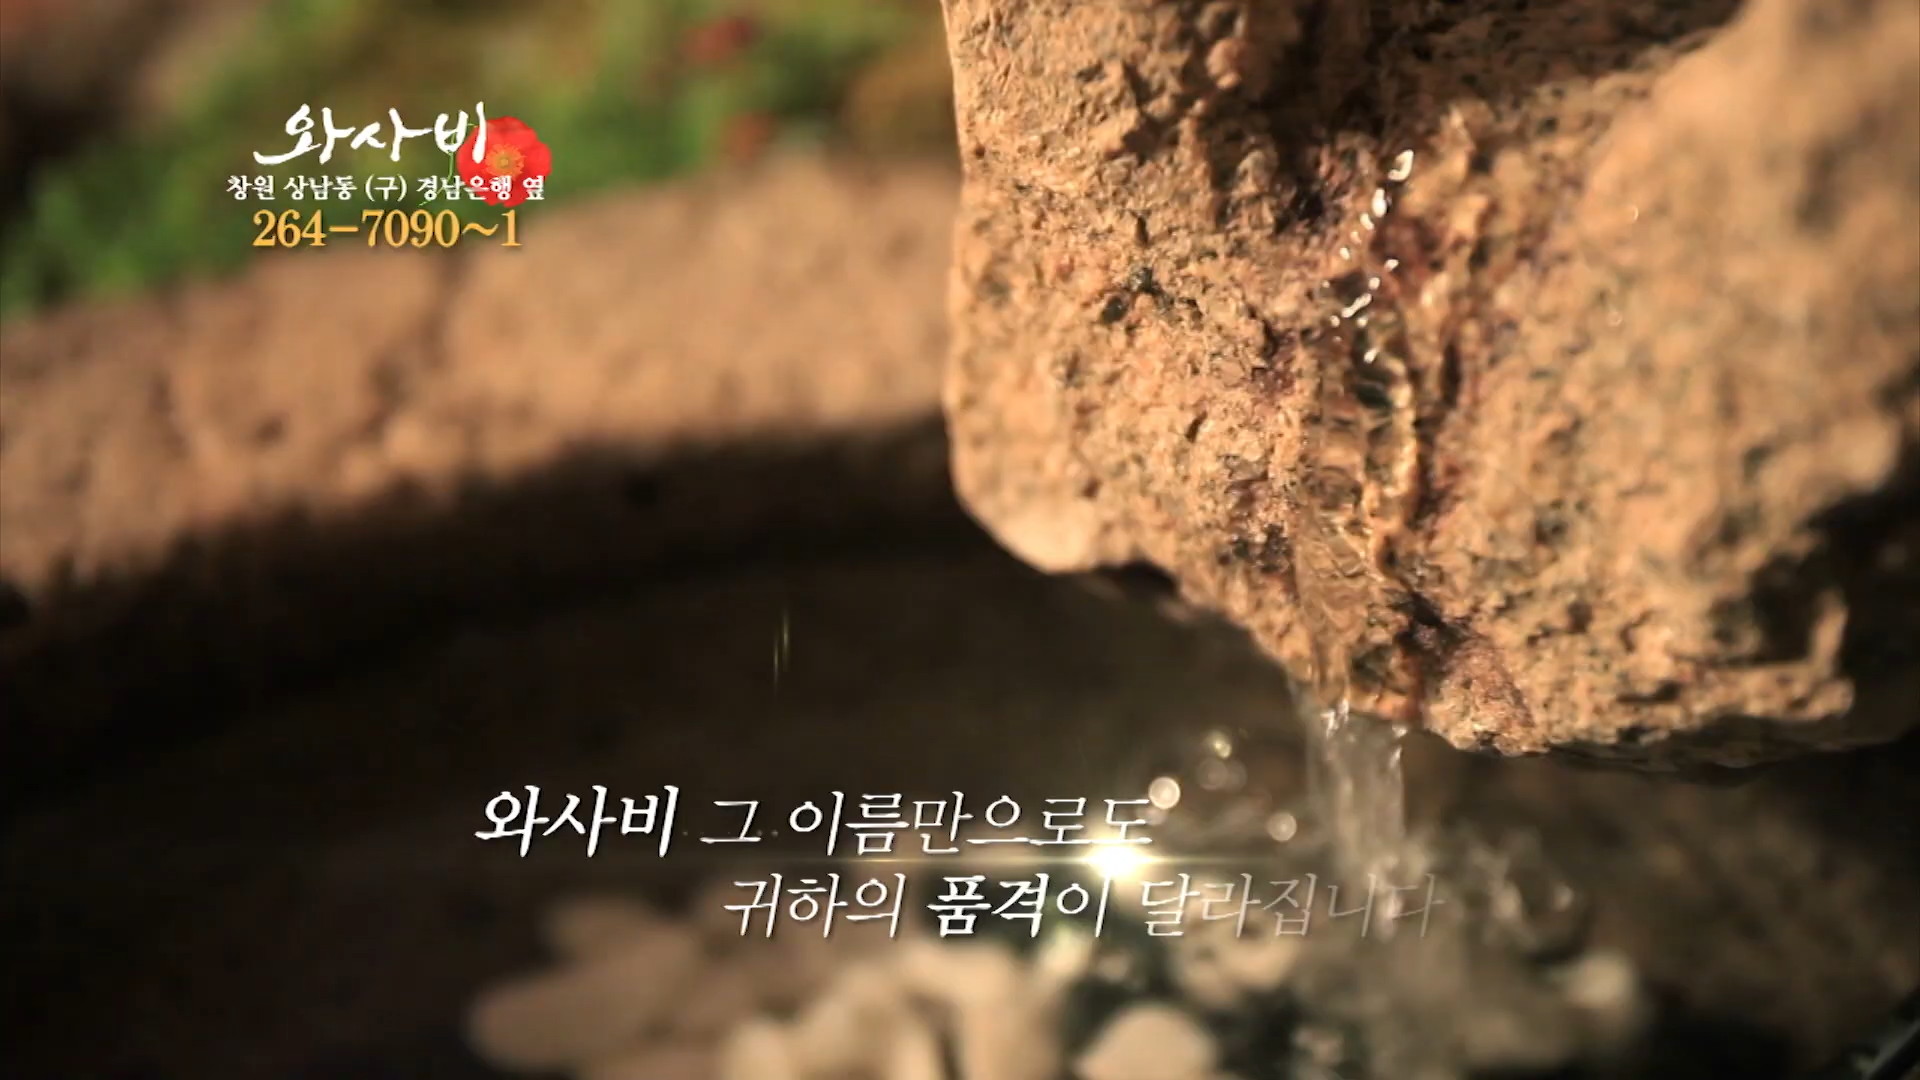 와사비
창원 상남동 (구) 경남은행 옆
264-7090~1
와사비 그 이름만으로도
귀하의 품격이 달라집니다